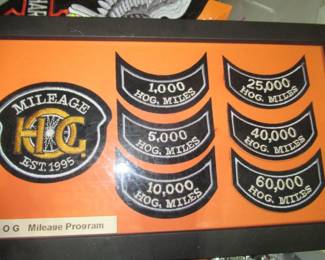 MILEAGE
HOG.
EST. 1995
1,000
HOG. MILES
5,000
HOG. MILES
10,000
HOG. MILES
25,000
HOG. MILES
40,000
HOG. MILES
60,000
HOG. MILES
O G Mileage Program